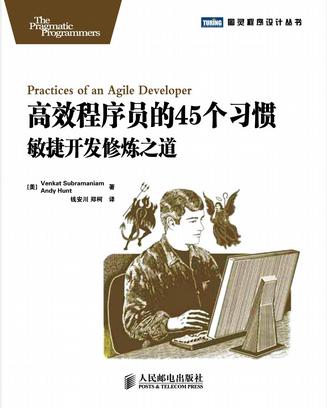 The
Pragmatic
Programmers
TURING 图灵程序设计丛书
Practices of an Agile Developer
高效程序员的45个习惯
敏捷开发修炼之道
[美] Venkat Subramaniam 著
Andy Hunt
钱安川 郑柯 译
人民邮电出版社
POSTS & TELECOM PRESS